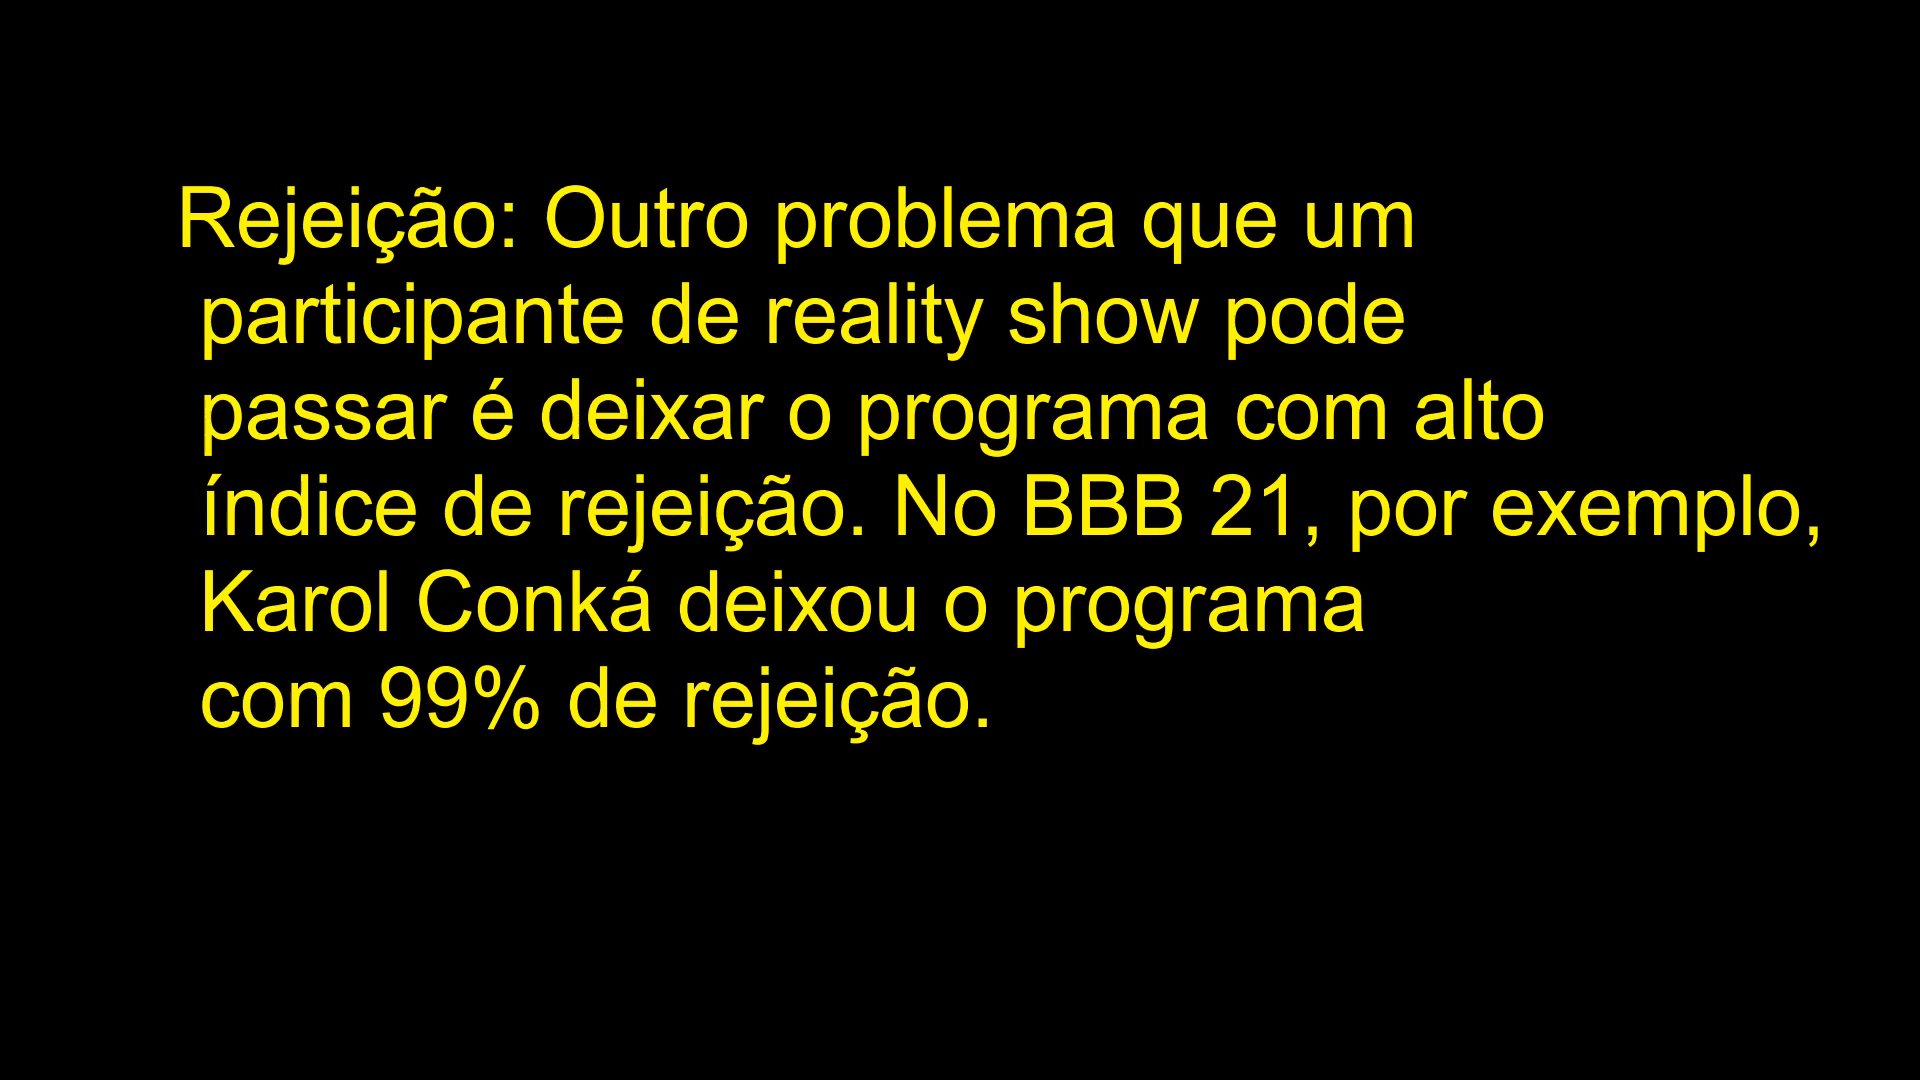 Rejeição: Outro problema que um
participante de reality show pode
passar é deixar o programa com alto
índice de rejeição. No BBB 21, por exemplo,
Karol Conká deixou o programa
com 99% de rejeição.